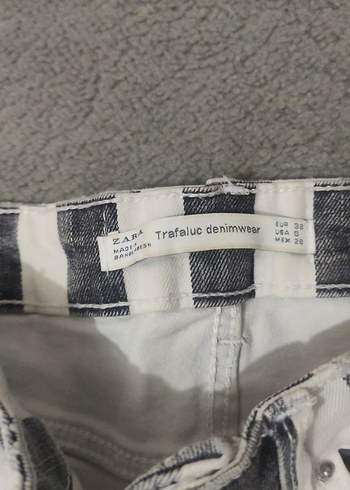 ZARA
MADE IN
BANGLADESH
Trafaluc denimwear
EUR 38
USA 6
MEX 28